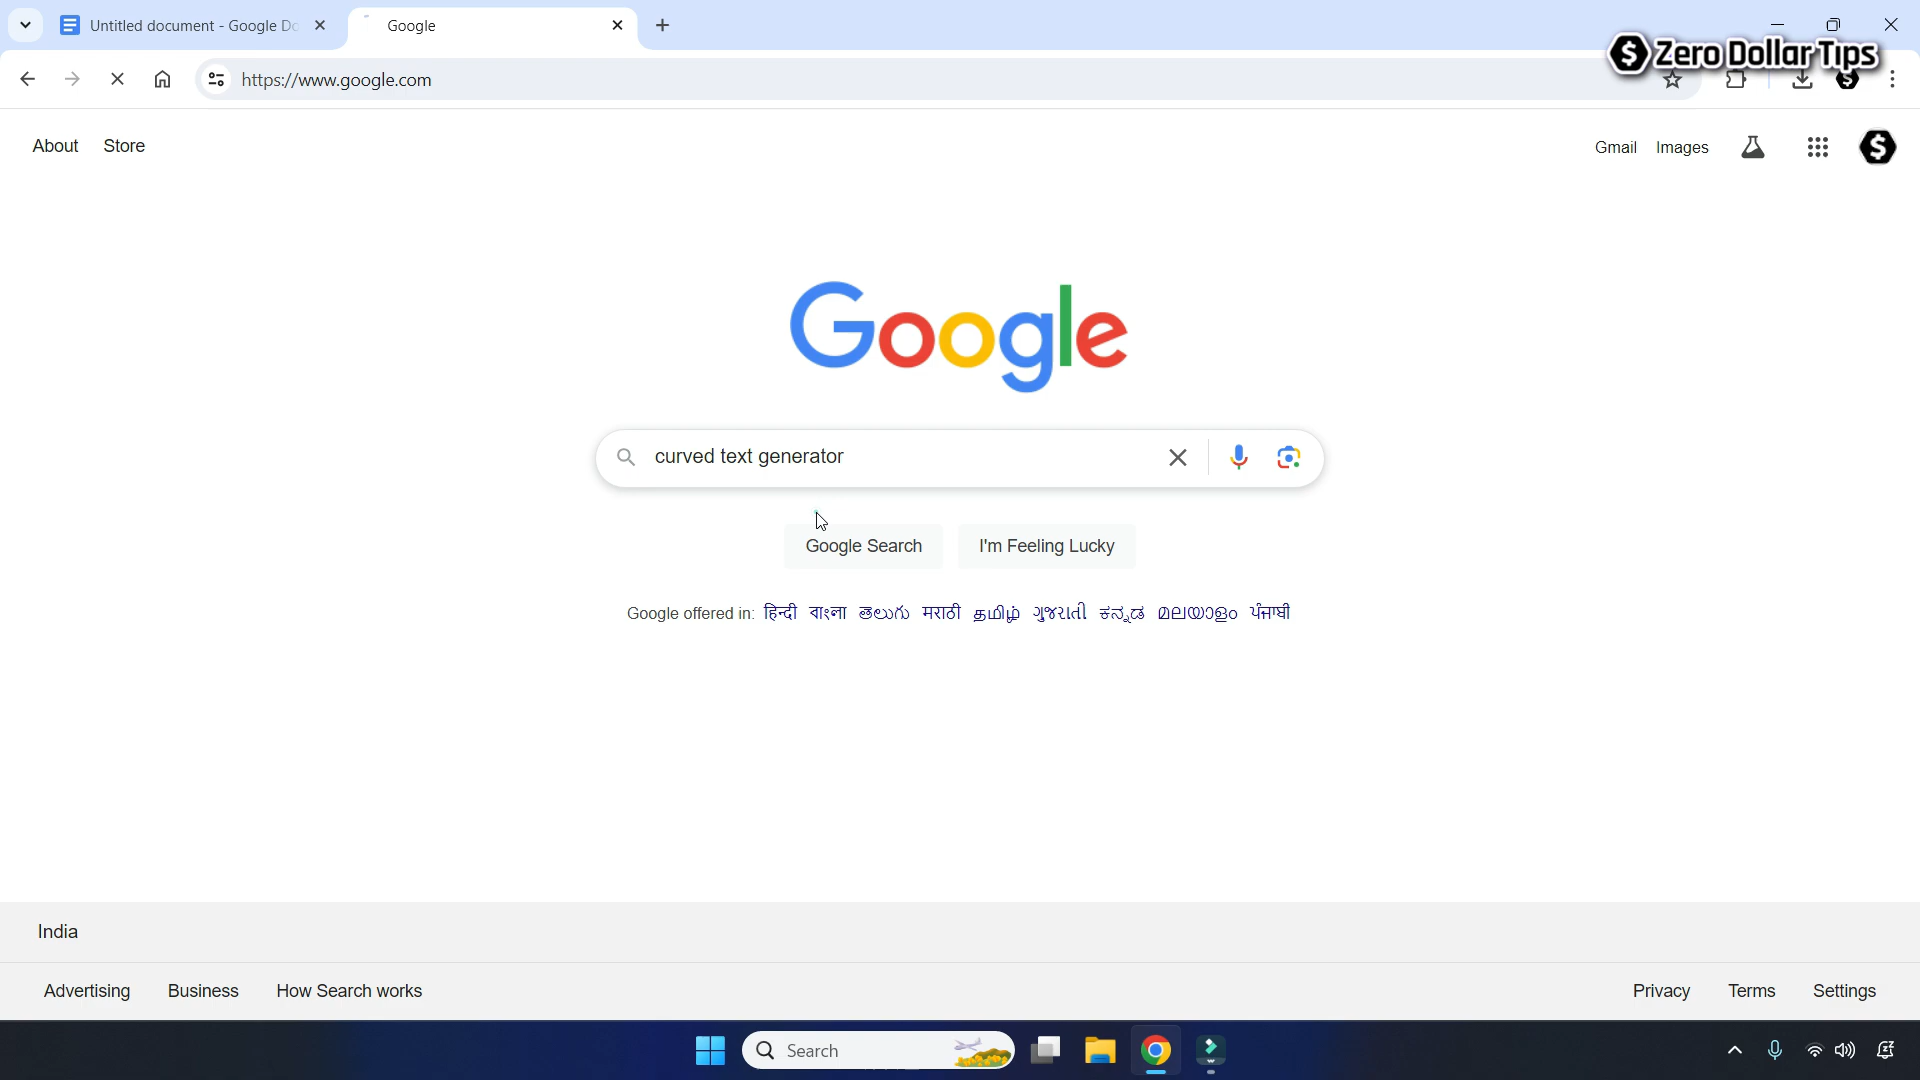 Untitled document - Google Do
Google
Zero Dollar Tips
https://www.google.com
About Store
Gmail Images
Google
curved text generator
Google Search I'm Feeling Lucky
Google offered in: हिन्दी বাংলা తెలుగు मराठी தமிழ் ગુજરાતી ಕನ್ನಡ മലയാളം ਪੰਜਾਬੀ
India
Advertising Business How Search works
Privacy Terms Settings
Search